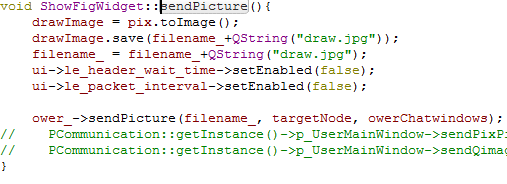 void ShowFigWidget::sendPicture(){
drawImage = pix.toImage();
drawImage.save(filename_+QString("draw.jpg"));
filename_ = filename_+QString("draw.jpg");
ui->le_header_wait_time->setEnabled(false);
ui->le_packet_interval->setEnabled(false);
ower_->sendPicture(filename_, targetNode, owerChatwindows);
// PCommunication::getInstance()->p_UserMainWindow->sendPixPi
// PCommunication::getInstance()->p_UserMainWindow->sendQimag
}